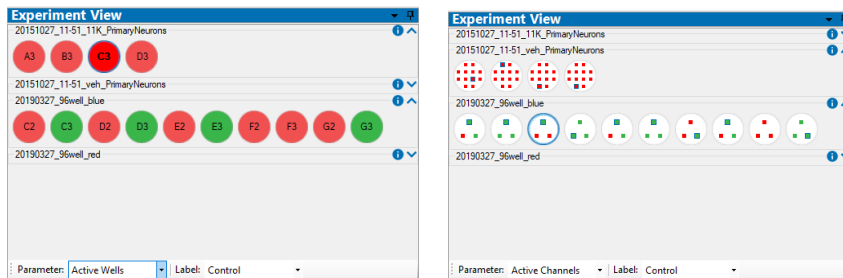 Experiment View
20151027_11-51_11K_PrimaryNeurons
A3 B3 C3 D3
20151027_11-51_veh_PrimaryNeurons
20190327_96well_blue
C2 C3 D2 D3 E2 E3 F2 F3 G2 G3
20190327_96well_red
Parameter: Active Wells Label: Control
Experiment View
20151027_11-51_11K_PrimaryNeurons
20151027_11-51_veh_PrimaryNeurons
20190327_96well_blue
20190327_96well_red
Parameter: Active Channels Label: Control